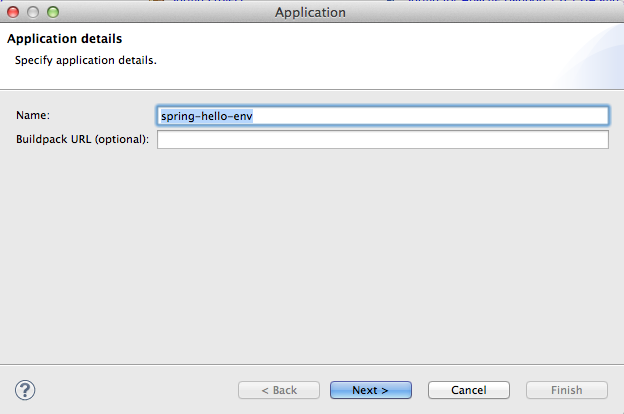 Application
Application details
Specify application details.
Name: spring-hello-env
Buildpack URL (optional):
? < Back Next > Cancel Finish